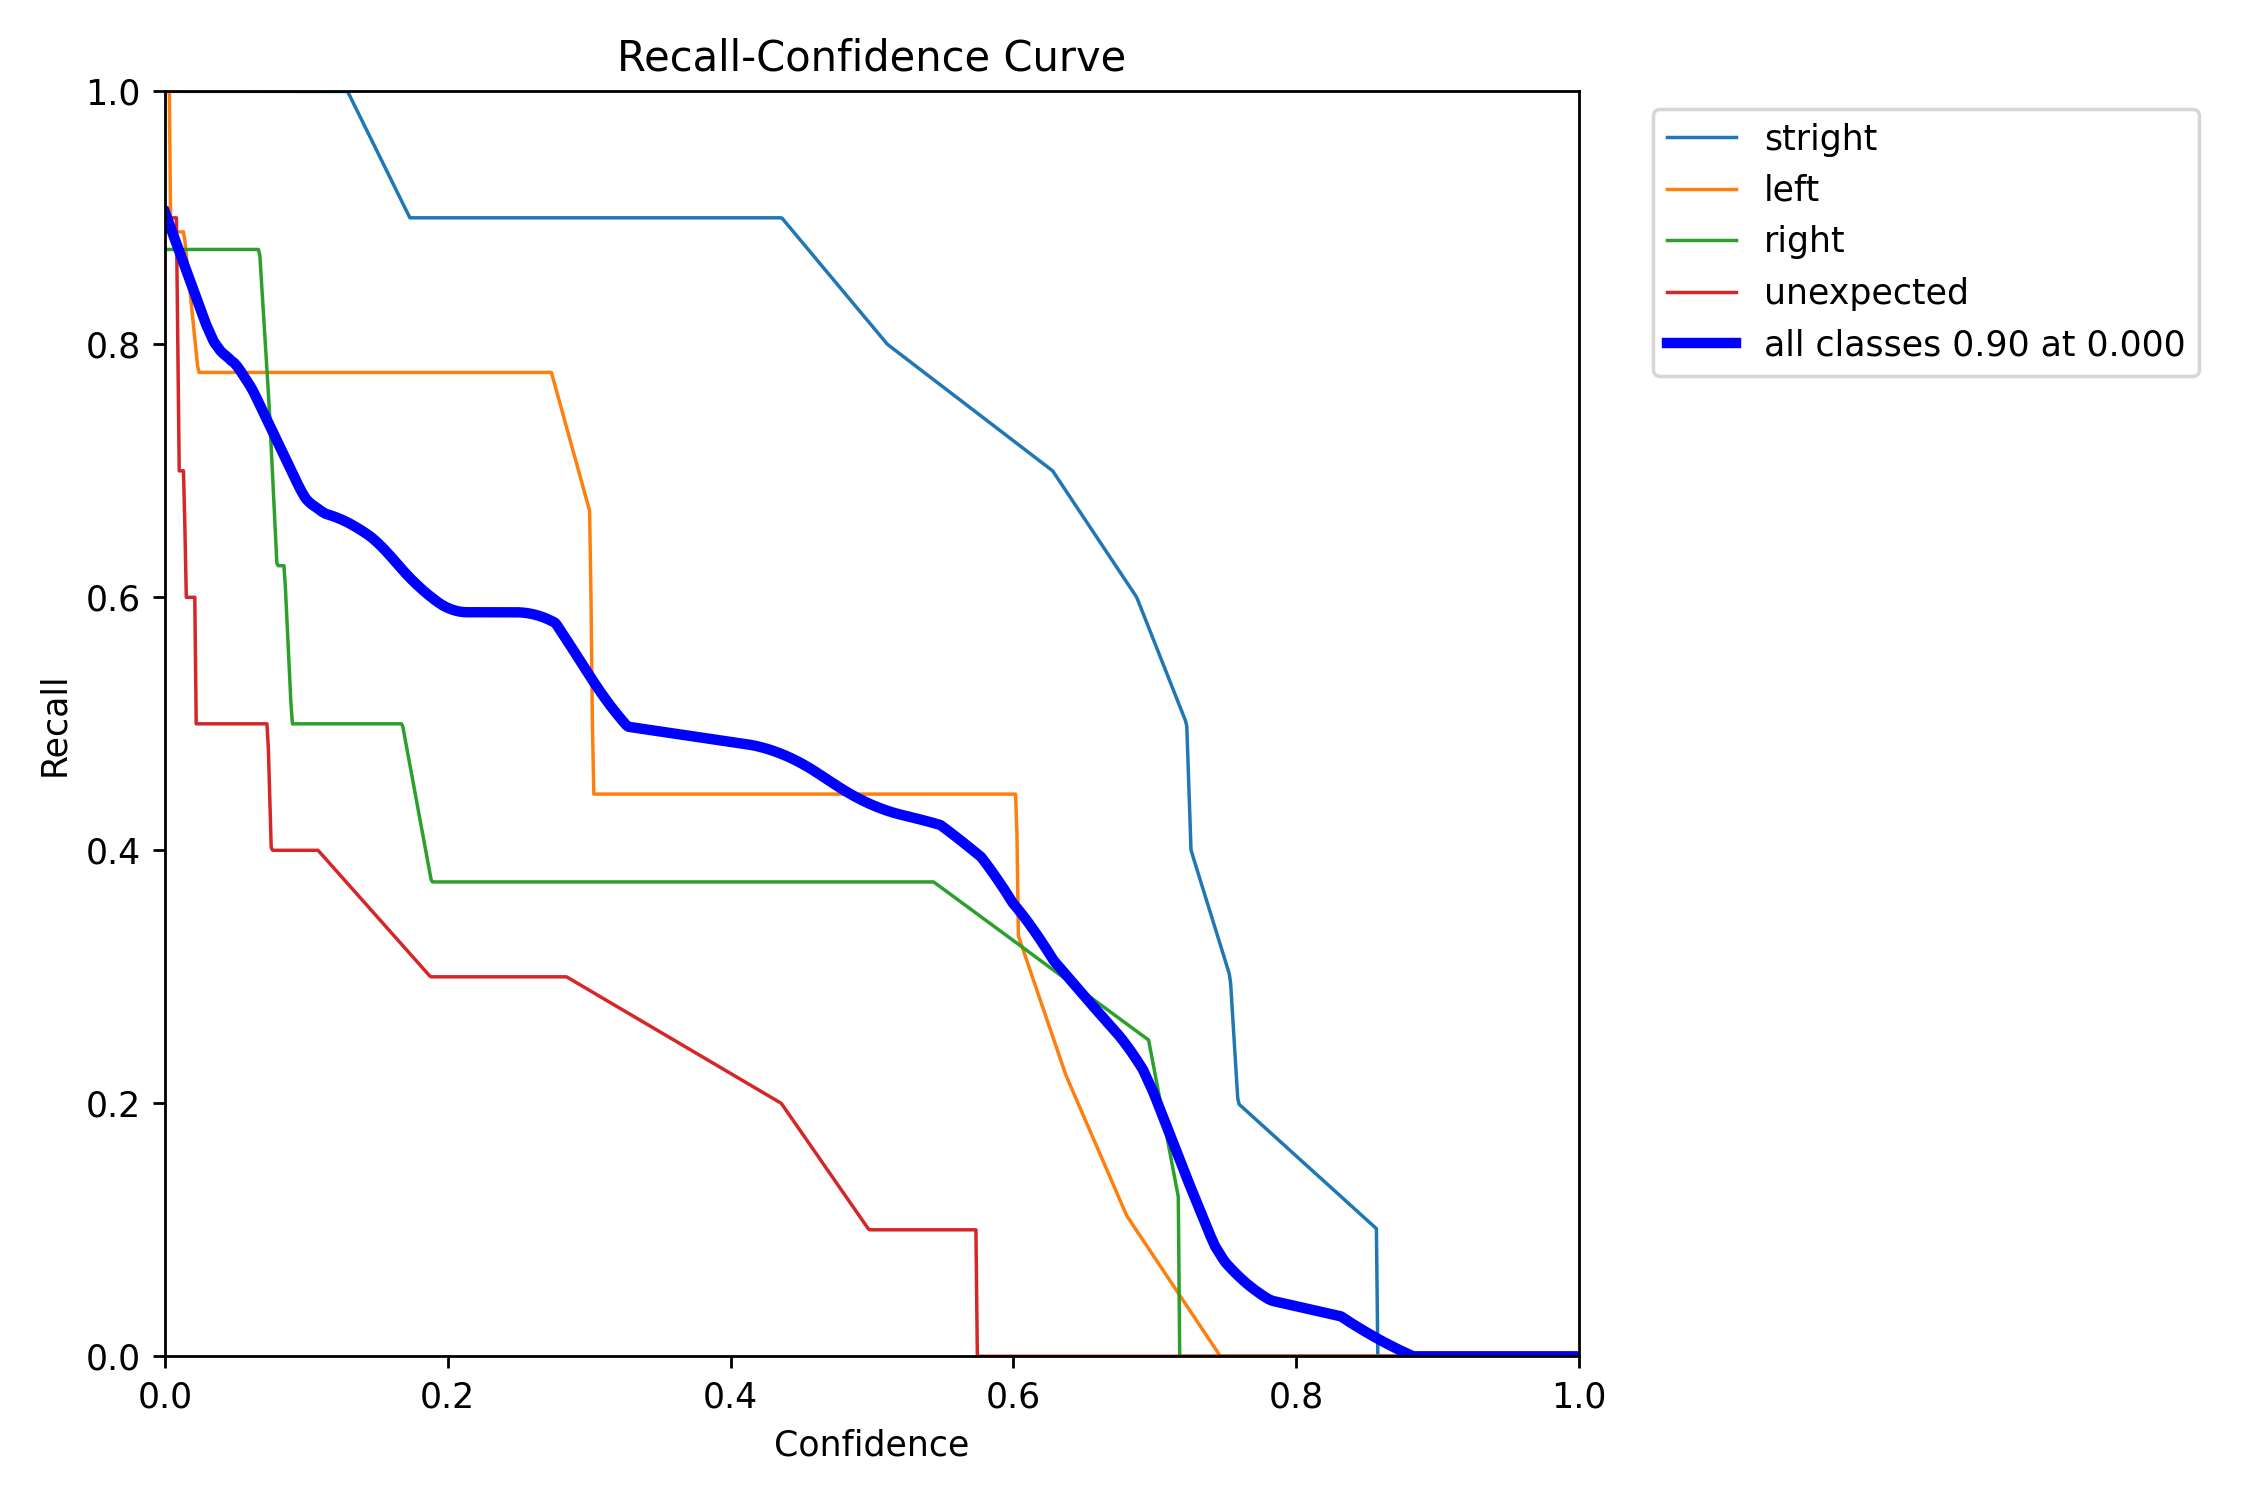 Recall-Confidence Curve
1.0
0.8
0.6
0.4
0.2
0.0
Recall
0.0 0.2 0.4 0.6 0.8 1.0
Confidence
stright
left
right
unexpected
all classes 0.90 at 0.000